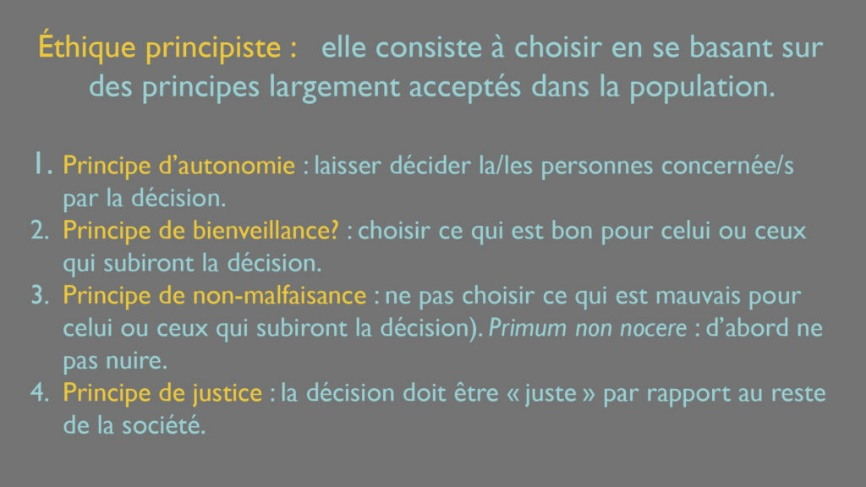 Éthique principiste : elle consiste à choisir en se basant sur
des principes largement acceptés dans la population.
1. Principe d'autonomie : laisser décider la/les personnes concernée/s
par la décision.
2. Principe de bienveillance? : choisir ce qui est bon pour celui ou ceux
qui subiront la décision.
3. Principe de non-malfaisance : ne pas choisir ce qui est mauvais pour
celui ou ceux qui subiront la décision). Primum non nocere : d'abord ne
pas nuire.
4. Principe de justice : la décision doit être « juste » par rapport au reste
de la société.